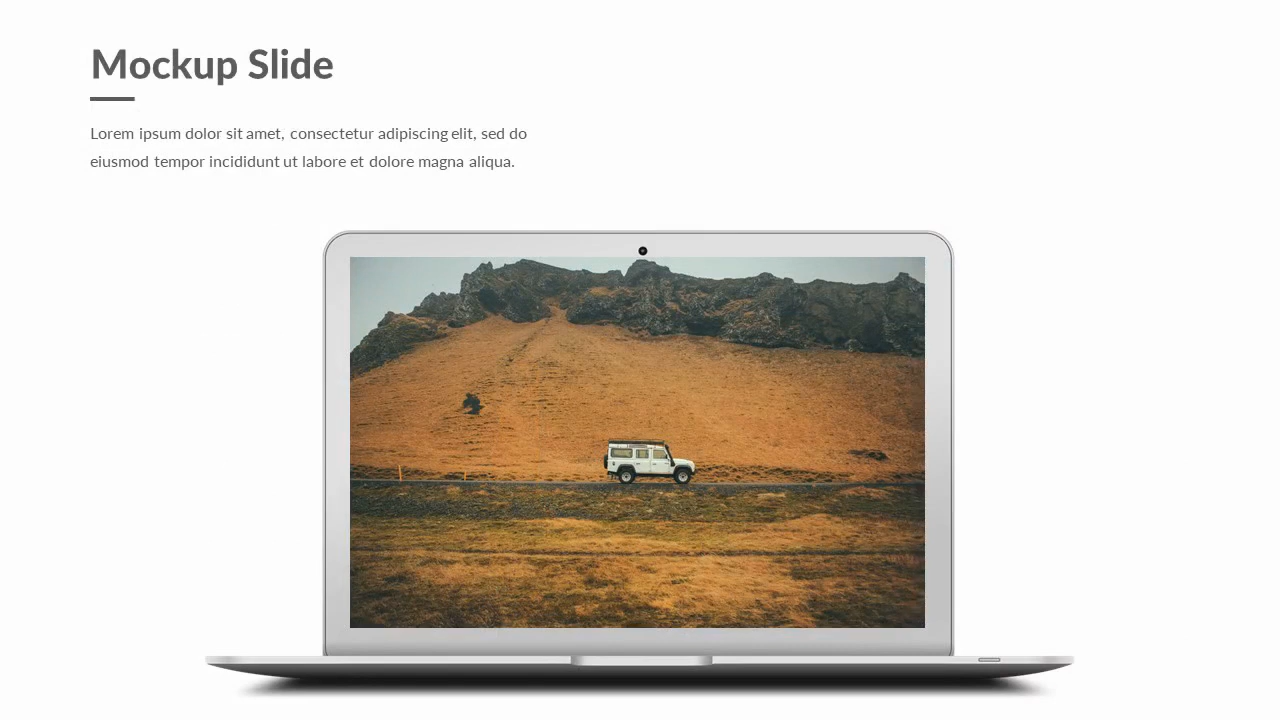 Mockup Slide
Lorem ipsum dolor sit amet, consectetur adipiscing elit, sed do
eiusmod tempor incididunt ut labore et dolore magna aliqua.